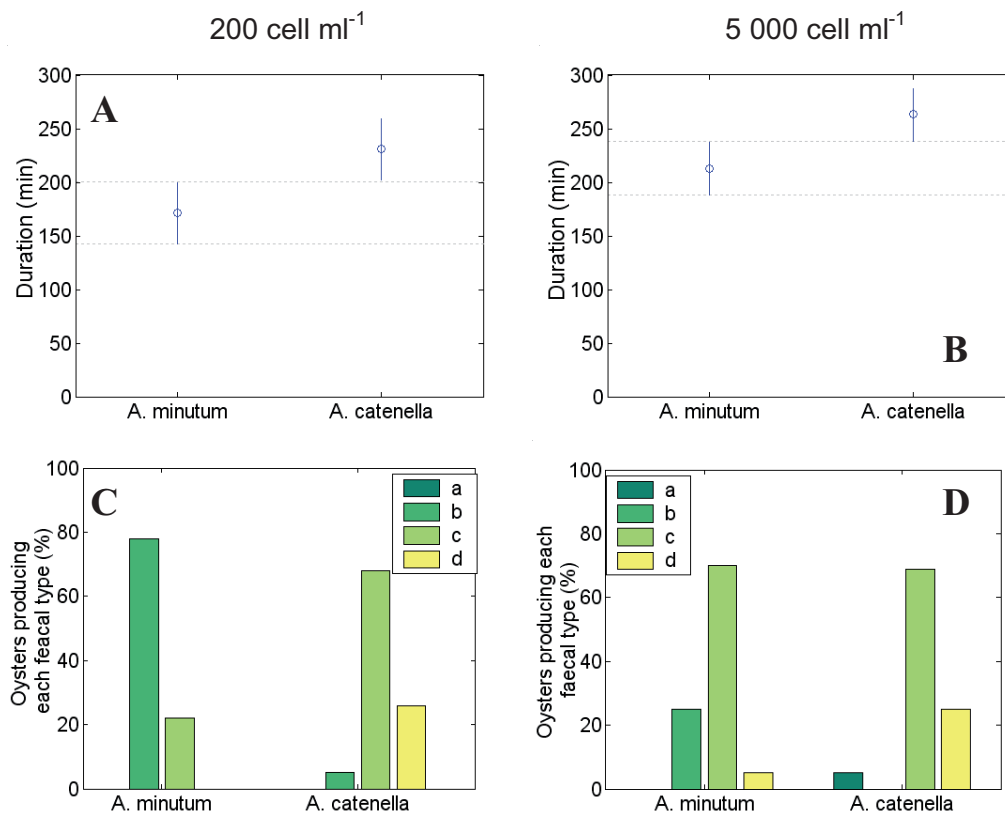 200 cell ml⁻¹
5 000 cell ml⁻¹
A
Duration (min)
300
250
200
150
100
50
0
A. minutum
A. catenella
B
Duration (min)
300
250
200
150
100
50
0
A. minutum
A. catenella
C
Oysters producing
each feacal type (%)
100
80
60
40
20
0
a
b
c
d
A. minutum
A. catenella
D
Oysters producing each
faecal type (%)
100
80
60
40
20
0
a
b
c
d
A. minutum
A. catenella